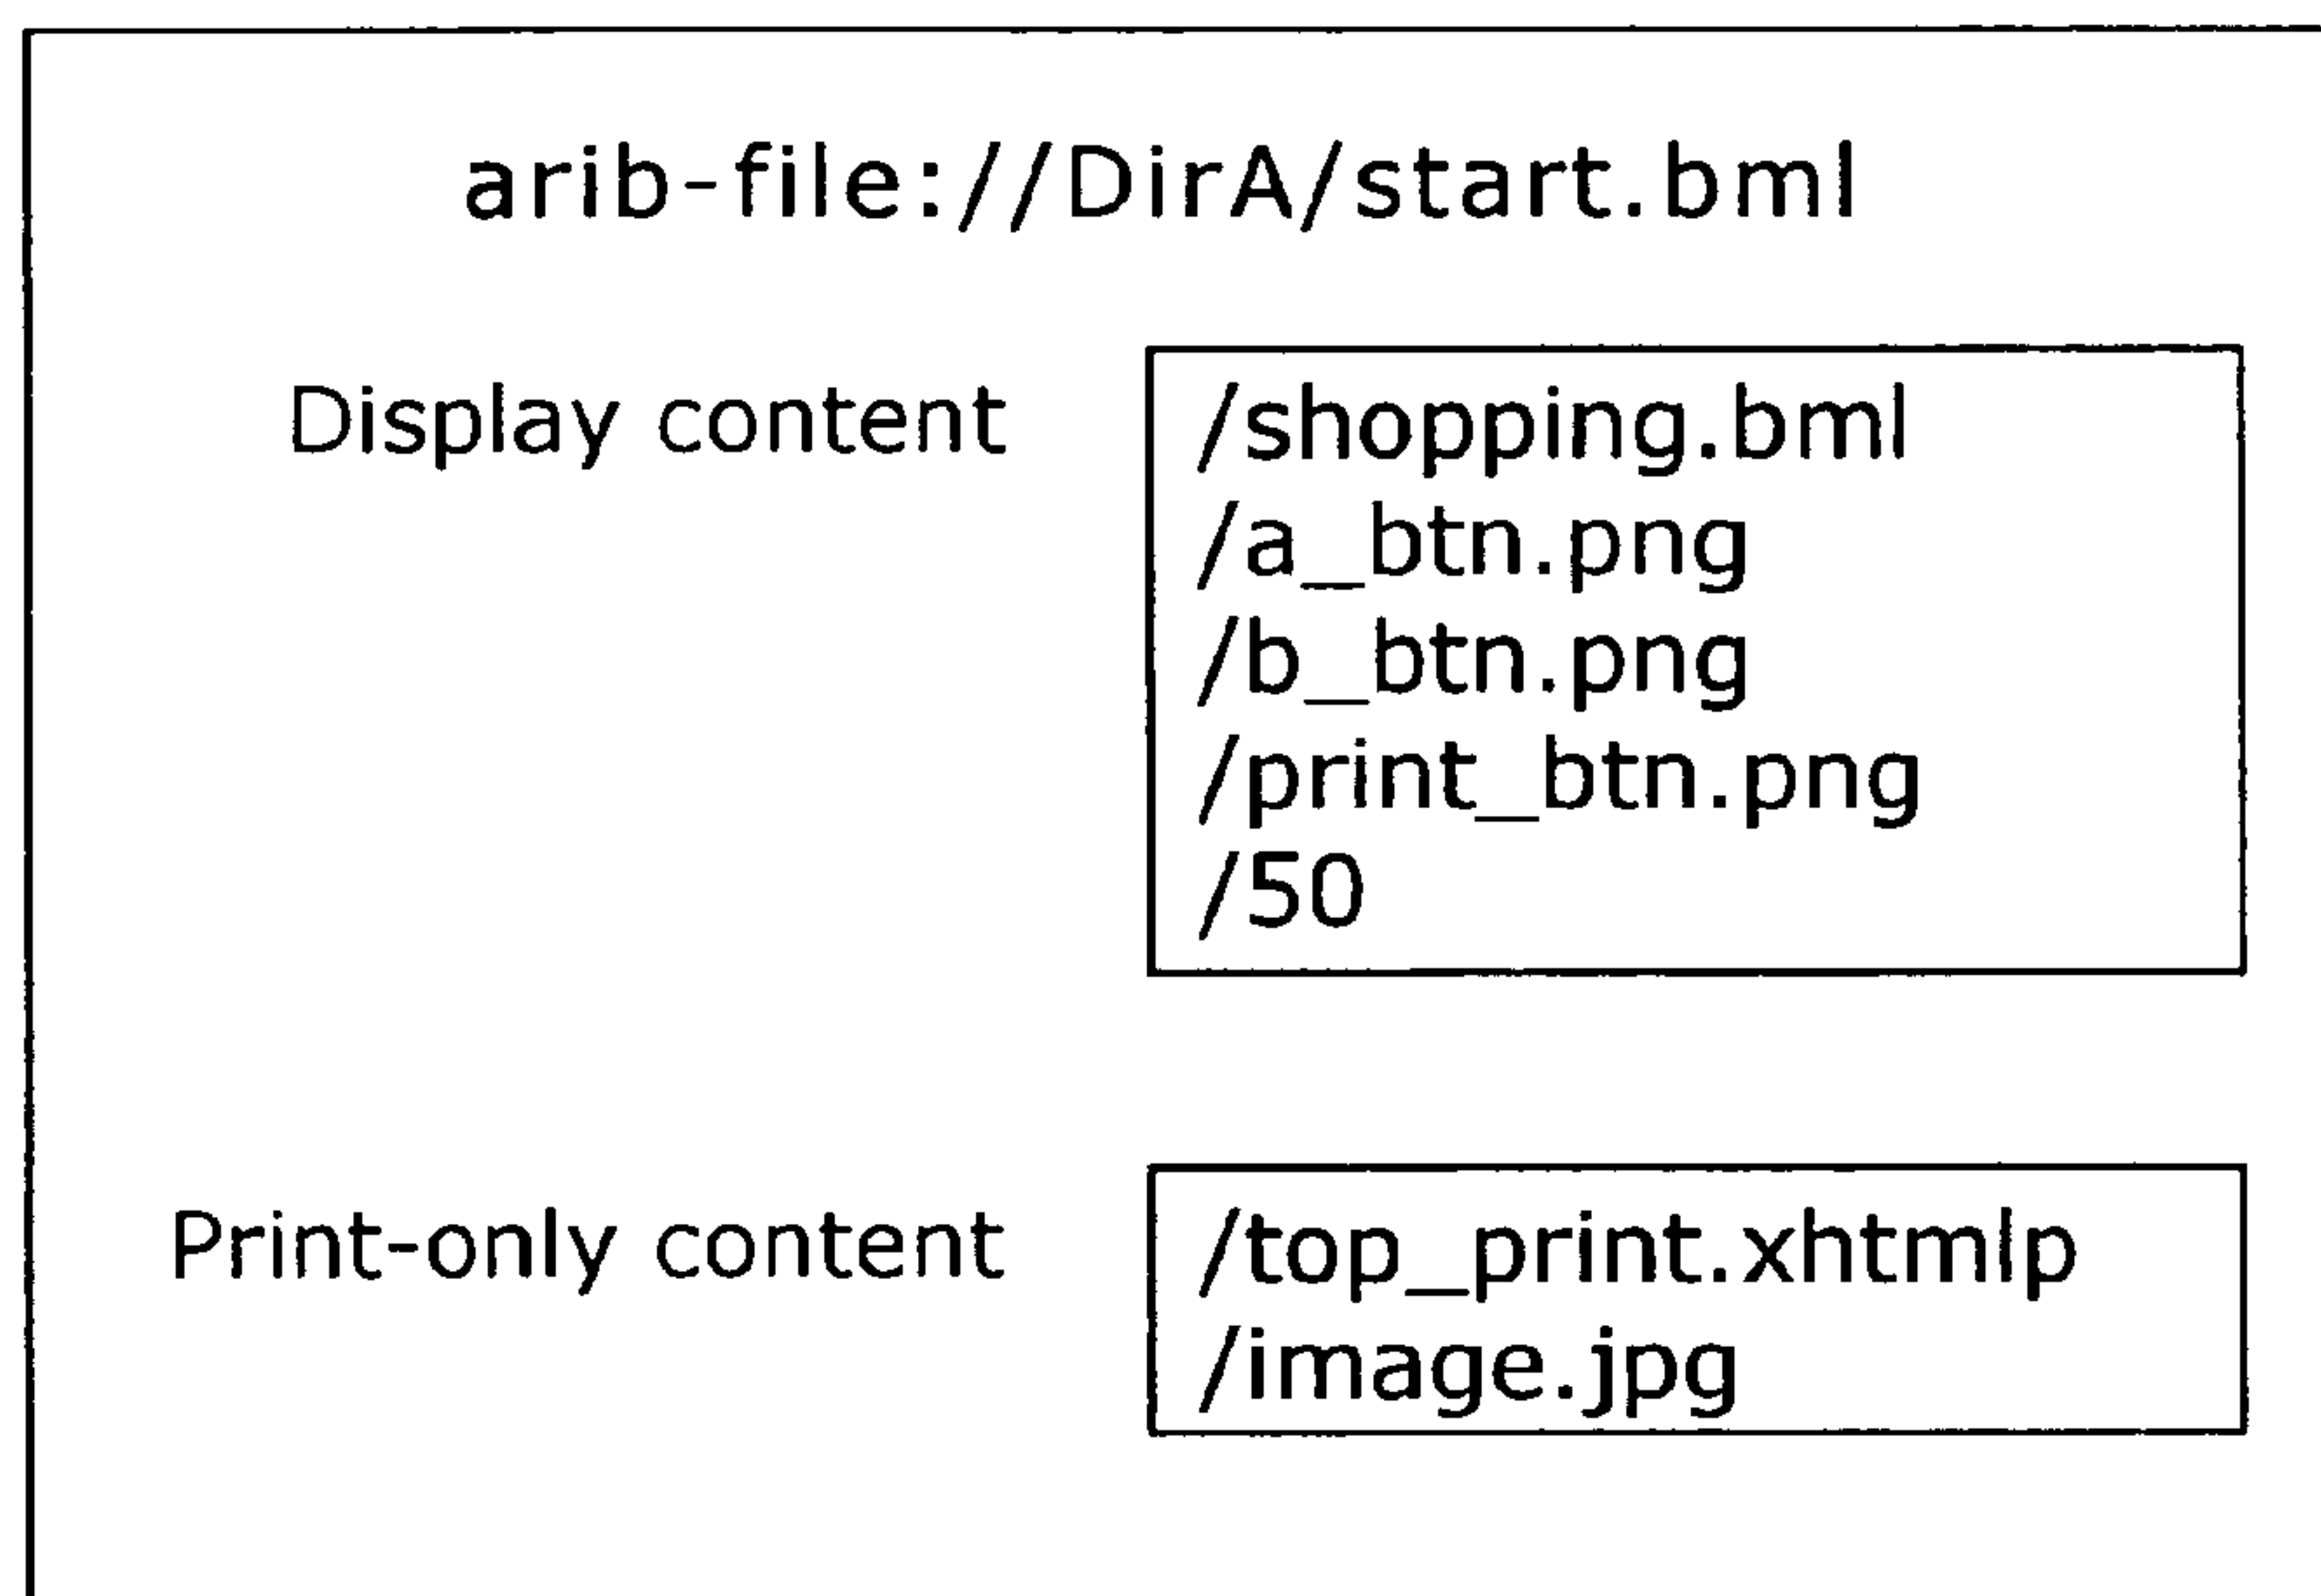 arib-file://DirA/start.bml
Display content
/shopping.bml
/a_btn.png
/b_btn.png
/print_btn.png
/50
Print-only content
/top_print.xhtmlp
/image.jpg